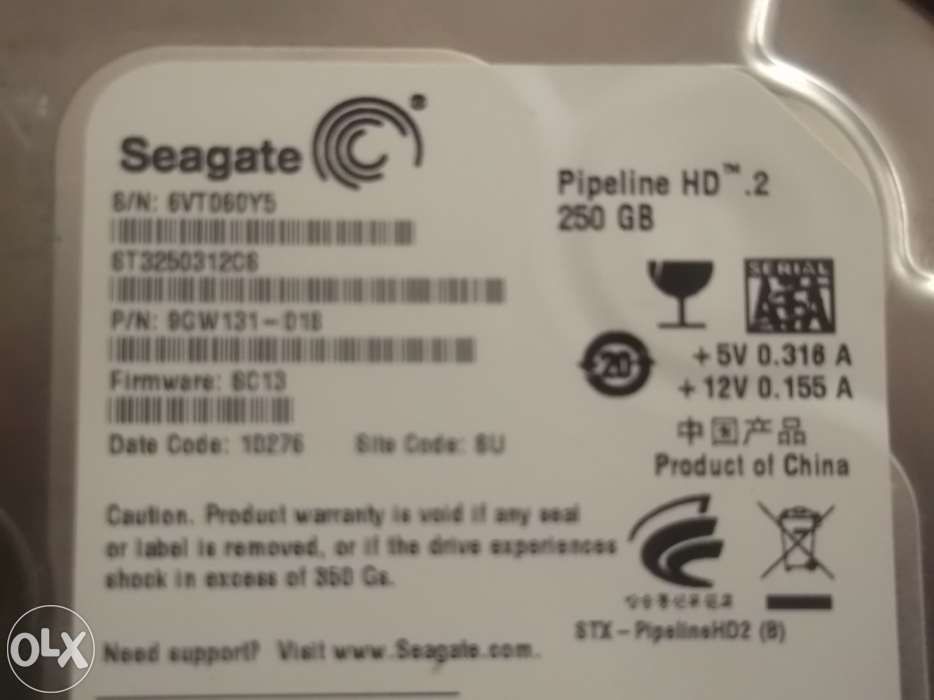 Seagate
S/N: 6VT060Y5
ST3250312CS
P/N: 9GW131-018
Firmware: SC13
Date Code: 10276 Site Code: SU
Caution. Product warranty is void if any seal
or label is removed, or if the drive experiences
shock in excess of 350 Gs.
Need support? Visit www.Seagate.com.
Pipeline HD™.2
250 GB
SERIAL
ATA
20
+5V 0.316 A
+12V 0.155 A
中国产品
Product of China
STX-PipelineHD2 (B)
OLX